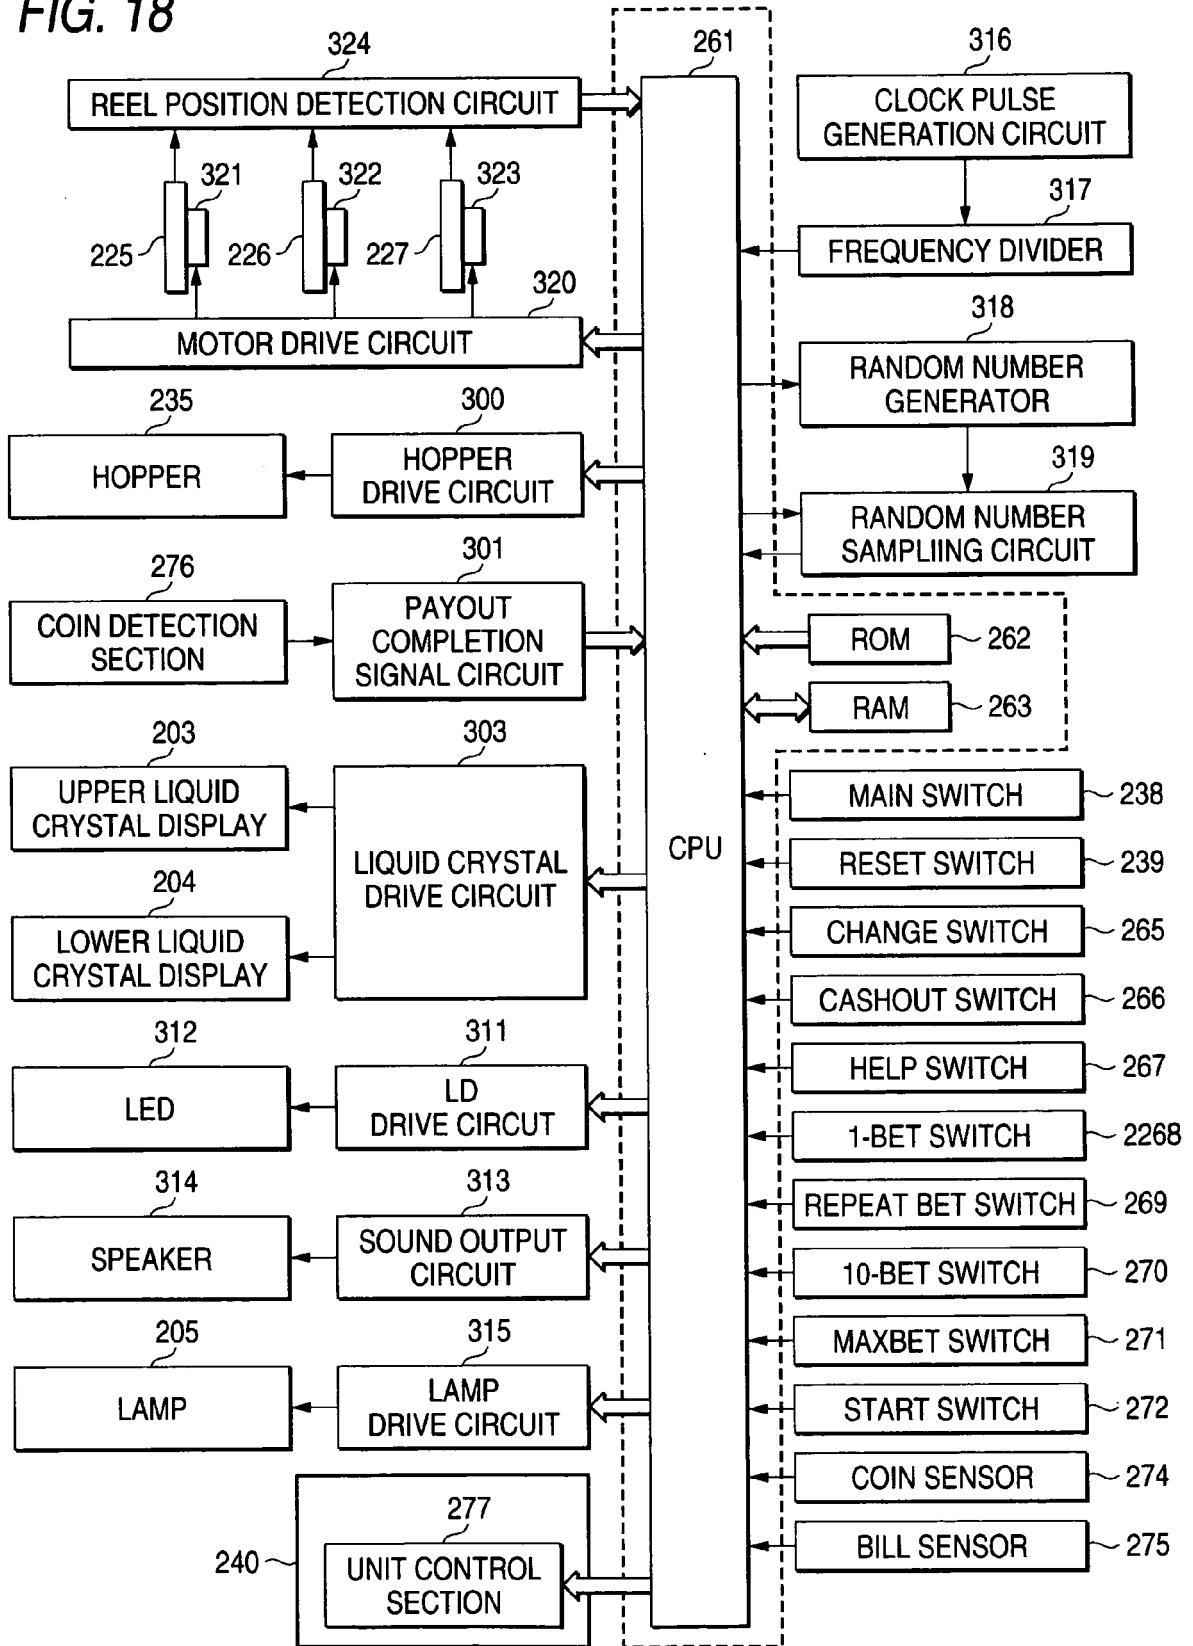 FIG. 18
324
REEL POSITION DETECTION CIRCUIT
321
322
323
225
226
227
320
MOTOR DRIVE CIRCUIT
235
HOPPER
300
HOPPER
DRIVE CIRCUIT
276
COIN DETECTION
SECTION
301
PAYOUT
COMPLETION
SIGNAL CIRCUIT
203
UPPER LIQUID
CRYSTAL DISPLAY
303
LIQUID CRYSTAL
DRIVE CIRCUIT
204
LOWER LIQUID
CRYSTAL DISPLAY
312
LED
311
LD
DRIVE CIRCUT
314
SPEAKER
313
SOUND OUTPUT
CIRCUIT
205
LAMP
315
LAMP
DRIVE CIRCUIT
240
277
UNIT CONTROL
SECTION
261
CPU
316
CLOCK PULSE
GENERATION CIRCUIT
317
FREQUENCY DIVIDER
318
RANDOM NUMBER
GENERATOR
319
RANDOM NUMBER
SAMPLIING CIRCUIT
ROM 262
RAM 263
MAIN SWITCH 238
RESET SWITCH 239
CHANGE SWITCH 265
CASHOUT SWITCH 266
HELP SWITCH 267
1-BET SWITCH 2268
REPEAT BET SWITCH 269
10-BET SWITCH 270
MAXBET SWITCH 271
START SWITCH 272
COIN SENSOR 274
BILL SENSOR 275